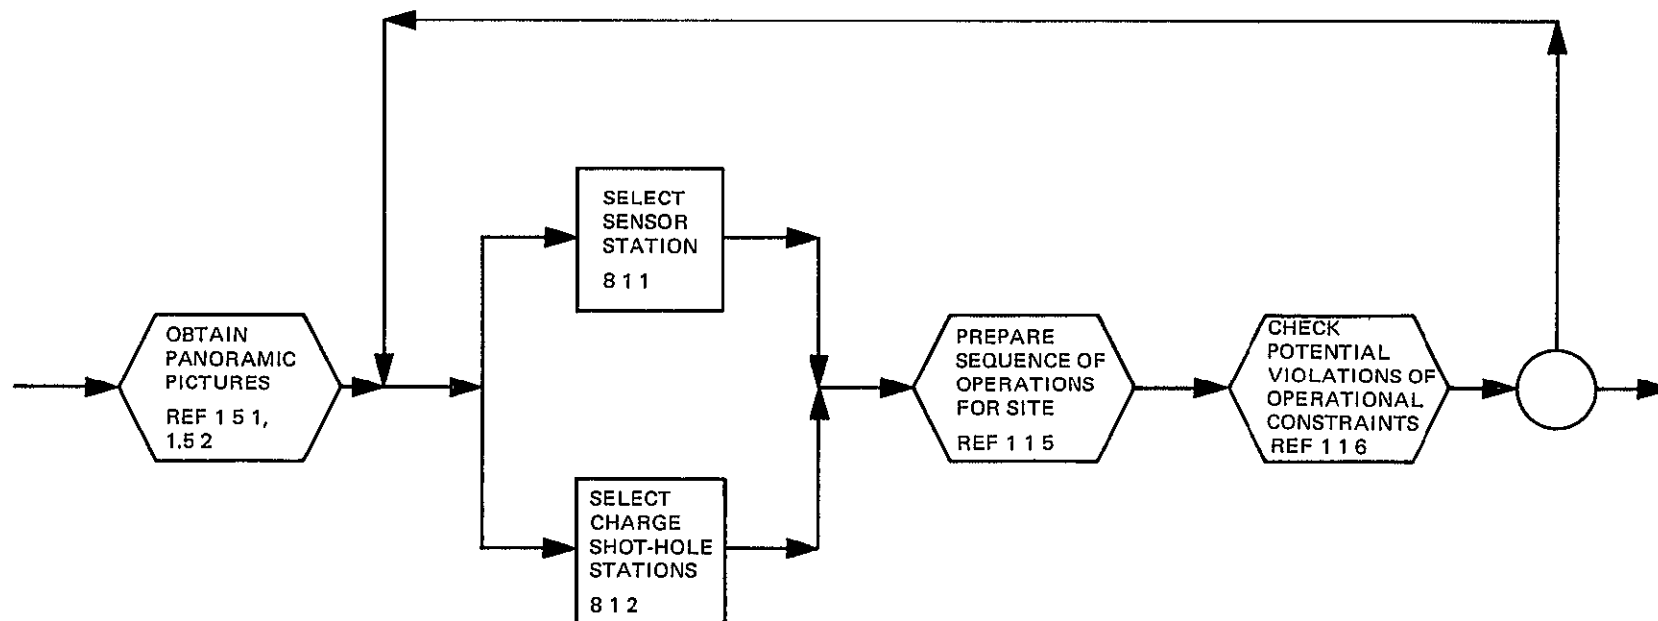 OBTAIN
PANORAMIC
PICTURES
REF 1 5 1,
1.5 2
SELECT
SENSOR
STATION
8 1 1
SELECT
CHARGE
SHOT-HOLE
STATIONS
8 1 2
PREPARE
SEQUENCE OF
OPERATIONS
FOR SITE
REF 1 1 5
CHECK
POTENTIAL
VIOLATIONS OF
OPERATIONAL
CONSTRAINTS
REF 1 1 6